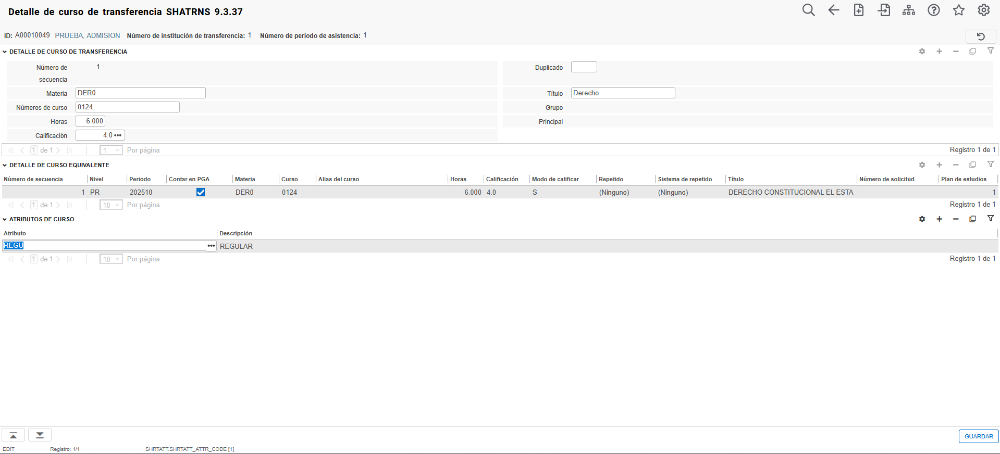 Detalle de curso de transferencia SHATRNS 9.3.37
ID: A00010049 PRUEBA, ADMISION Número de institución de transferencia: 1 Número de periodo de asistencia: 1
DETALLE DE CURSO DE TRANSFERENCIA
Número de secuencia 1
Duplicado
Materia DER0
Título Derecho
Números de curso 0124
Grupo
Horas 6.000
Principal
Calificación 4.0
1 de 1 1 Por página Registro 1 de 1
DETALLE DE CURSO EQUIVALENTE
Número de secuencia Nivel Periodo Contar en PGA Materia Curso Alias del curso Horas Calificación Modo de calificar Repetido Sistema de repetido Título Número de solicitud Plan de estudios
1 PR 202510 DER0 0124 6.000 4.0 S (Ninguno) (Ninguno) DERECHO CONSTITUCIONAL EL ESTA 1
1 de 1 10 Por página Registro 1 de 1
ATRIBUTOS DE CURSO
Atributo Descripción
REGU REGULAR
1 de 1 10 Por página Registro 1 de 1
GUARDAR
EDIT Registro: 1/1 SHRTATT.SHRTATT_ATTR_CODE [1]